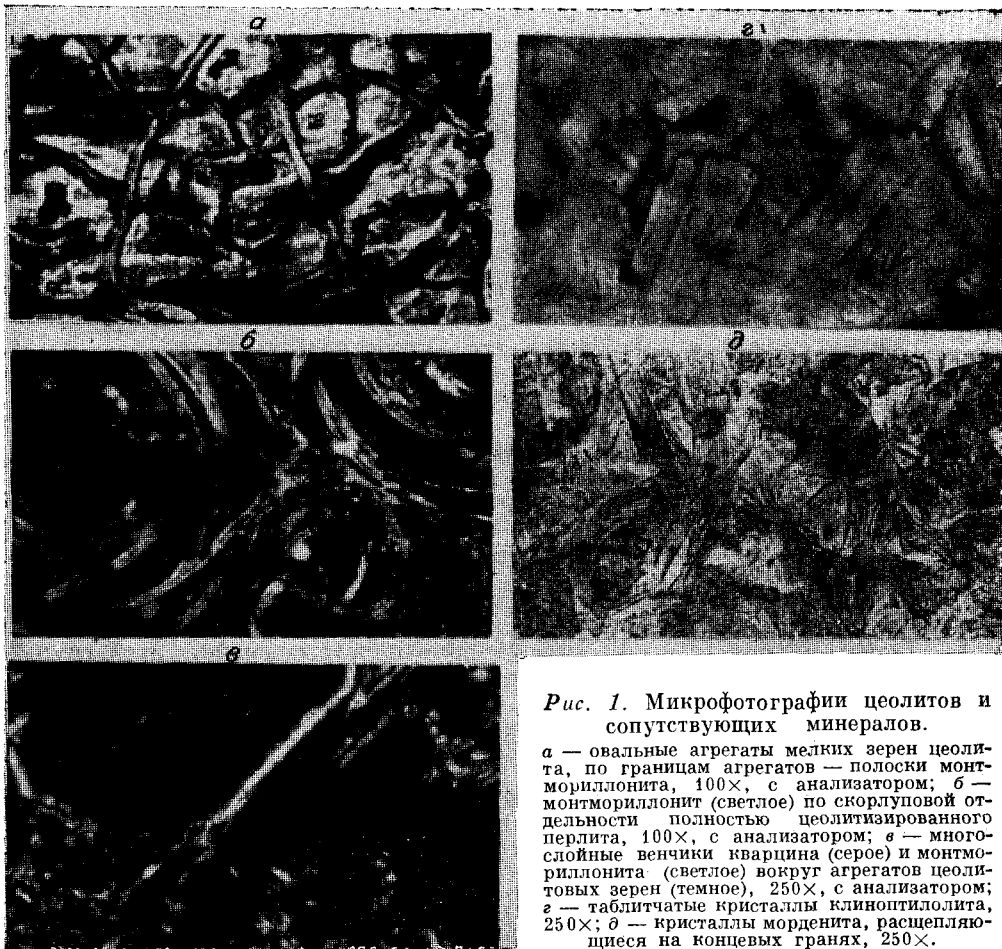 а
г
б
д
в
Рис. 1. Микрофотографии цеолитов и
сопутствующих минералов.
а — овальные агрегаты мелких зерен цеоли-
та, по границам агрегатов — полоски монт-
мориллонита, 100×, с анализатором; б —
монтмориллонит (светлое) по скорлуповой от-
дельности полностью цеолитизированного
перлита, 100×, с анализатором; в — много-
слойные венчики кварцина (серое) и монтмо-
риллонита (светлое) вокруг агрегатов цеоли-
товых зерен (темное), 250×, с анализатором;
г — таблитчатые кристаллы клиноптилолита,
250×; д — кристаллы морденита, расщепляю-
щиеся на концевых гранях, 250×.